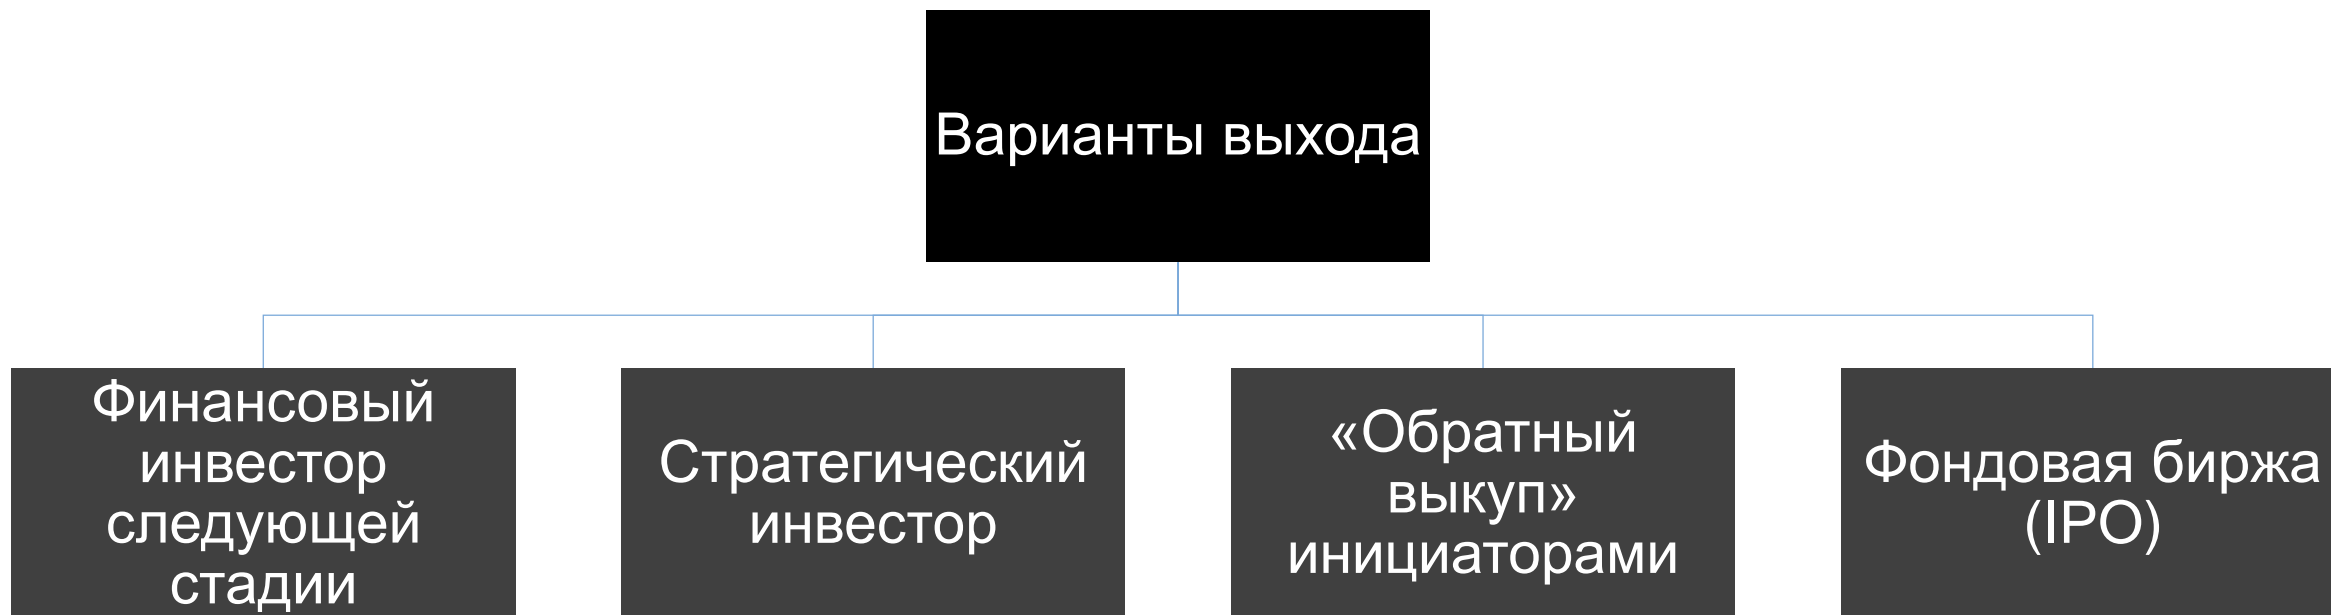 Варианты выхода
Финансовый
инвестор
следующей
стадии
Стратегический
инвестор
«Обратный
выкуп»
инициаторами
Фондовая биржа
(IPO)